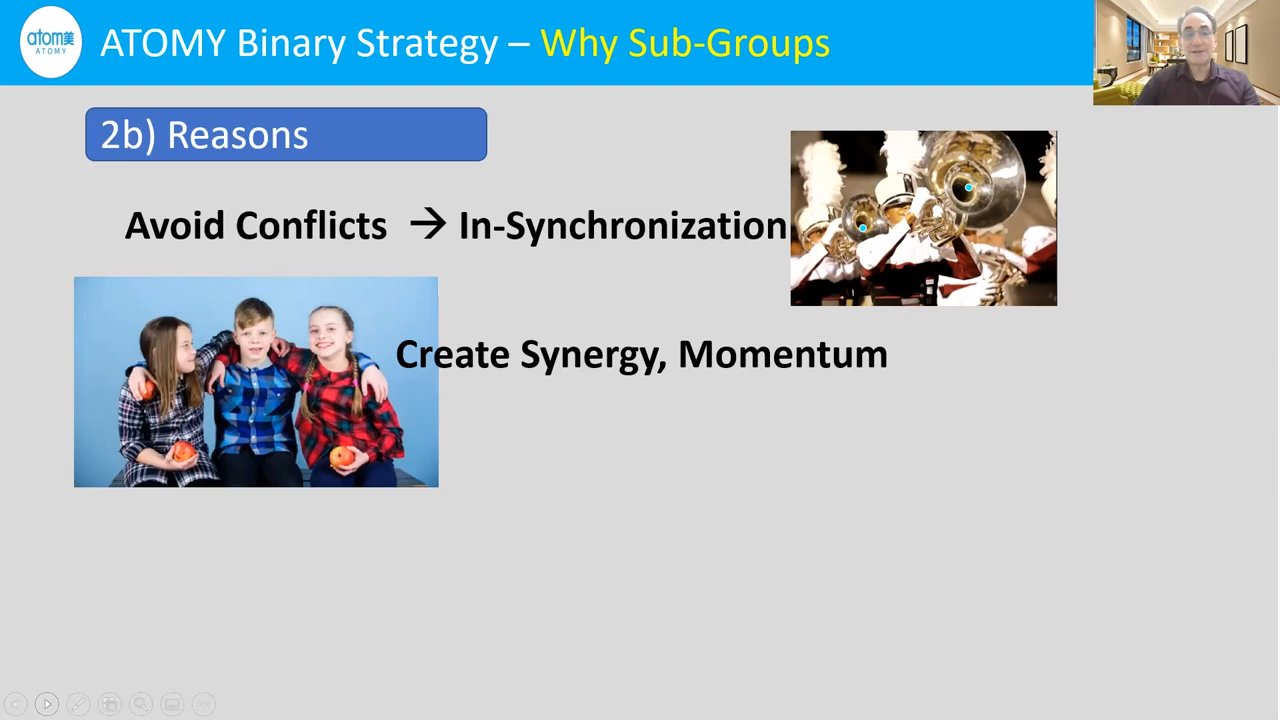 atom美
ATOMY
ATOMY Binary Strategy – Why Sub-Groups
2b) Reasons
Avoid Conflicts → In-Synchronization
Create Synergy, Momentum